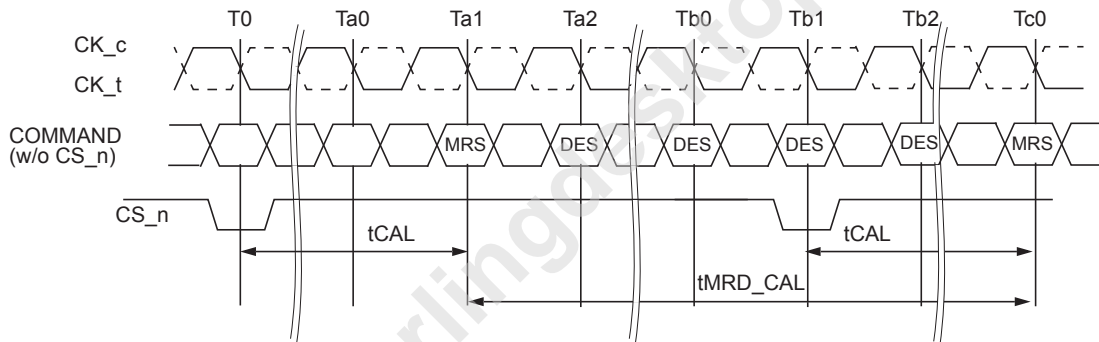 T0 Ta0 Ta1 Ta2 Tb0 Tb1 Tb2 Tc0
CK_c
CK_t
COMMAND
(w/o CS_n)
MRS DES DES DES DES MRS
CS_n
tCAL tCAL
tMRD_CAL
rlingdeskto